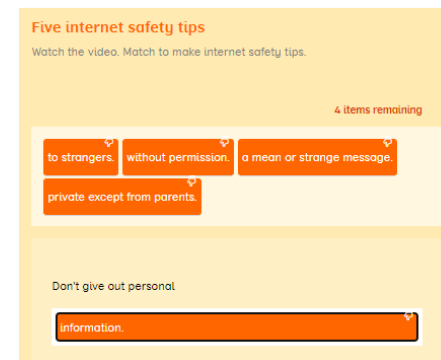 Five internet safety tips
Watch the video. Match to make internet safety tips.
4 items remaining
to strangers. without permission. a mean or strange message.
private except from parents.
Don't give out personal
information.